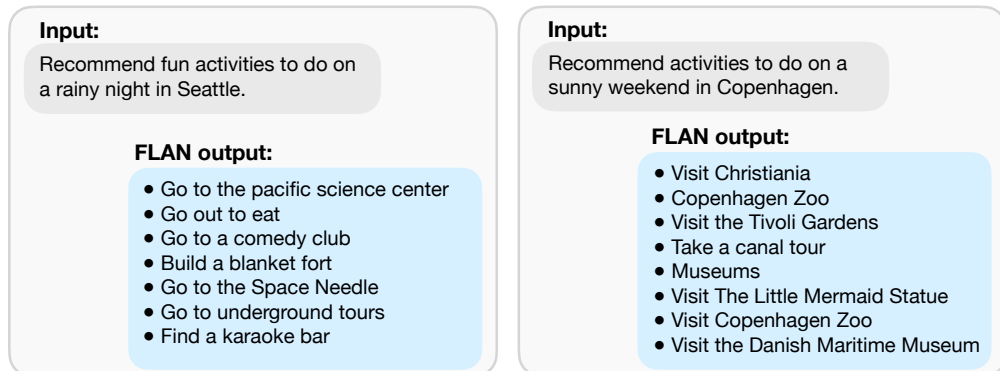 Input:
Recommend fun activities to do on
a rainy night in Seattle.
FLAN output:
• Go to the pacific science center
• Go out to eat
• Go to a comedy club
• Build a blanket fort
• Go to the Space Needle
• Go to underground tours
• Find a karaoke bar
Input:
Recommend activities to do on a
sunny weekend in Copenhagen.
FLAN output:
• Visit Christiania
• Copenhagen Zoo
• Visit the Tivoli Gardens
• Take a canal tour
• Museums
• Visit The Little Mermaid Statue
• Visit Copenhagen Zoo
• Visit the Danish Maritime Museum